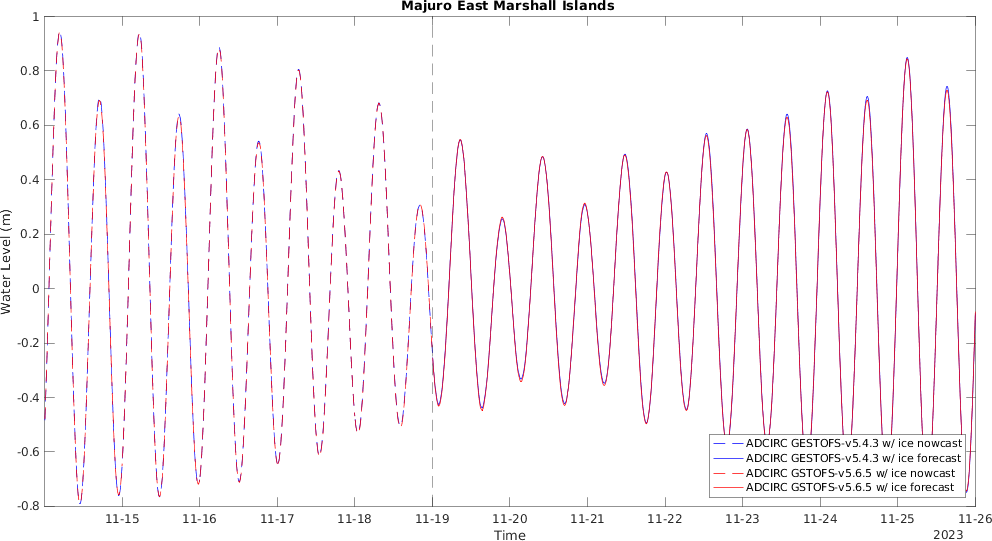 Majuro East Marshall Islands
1
0.8
0.6
0.4
0.2
0
-0.2
-0.4
-0.6
-0.8
Water Level (m)
ADCIRC GESTOFS-v5.4.3 w/ ice nowcast
ADCIRC GESTOFS-v5.4.3 w/ ice forecast
ADCIRC GSTOFS-v5.6.5 w/ ice nowcast
ADCIRC GSTOFS-v5.6.5 w/ ice forecast
11-15 11-16 11-17 11-18 11-19 11-20 11-21 11-22 11-23 11-24 11-25 11-26
Time
2023